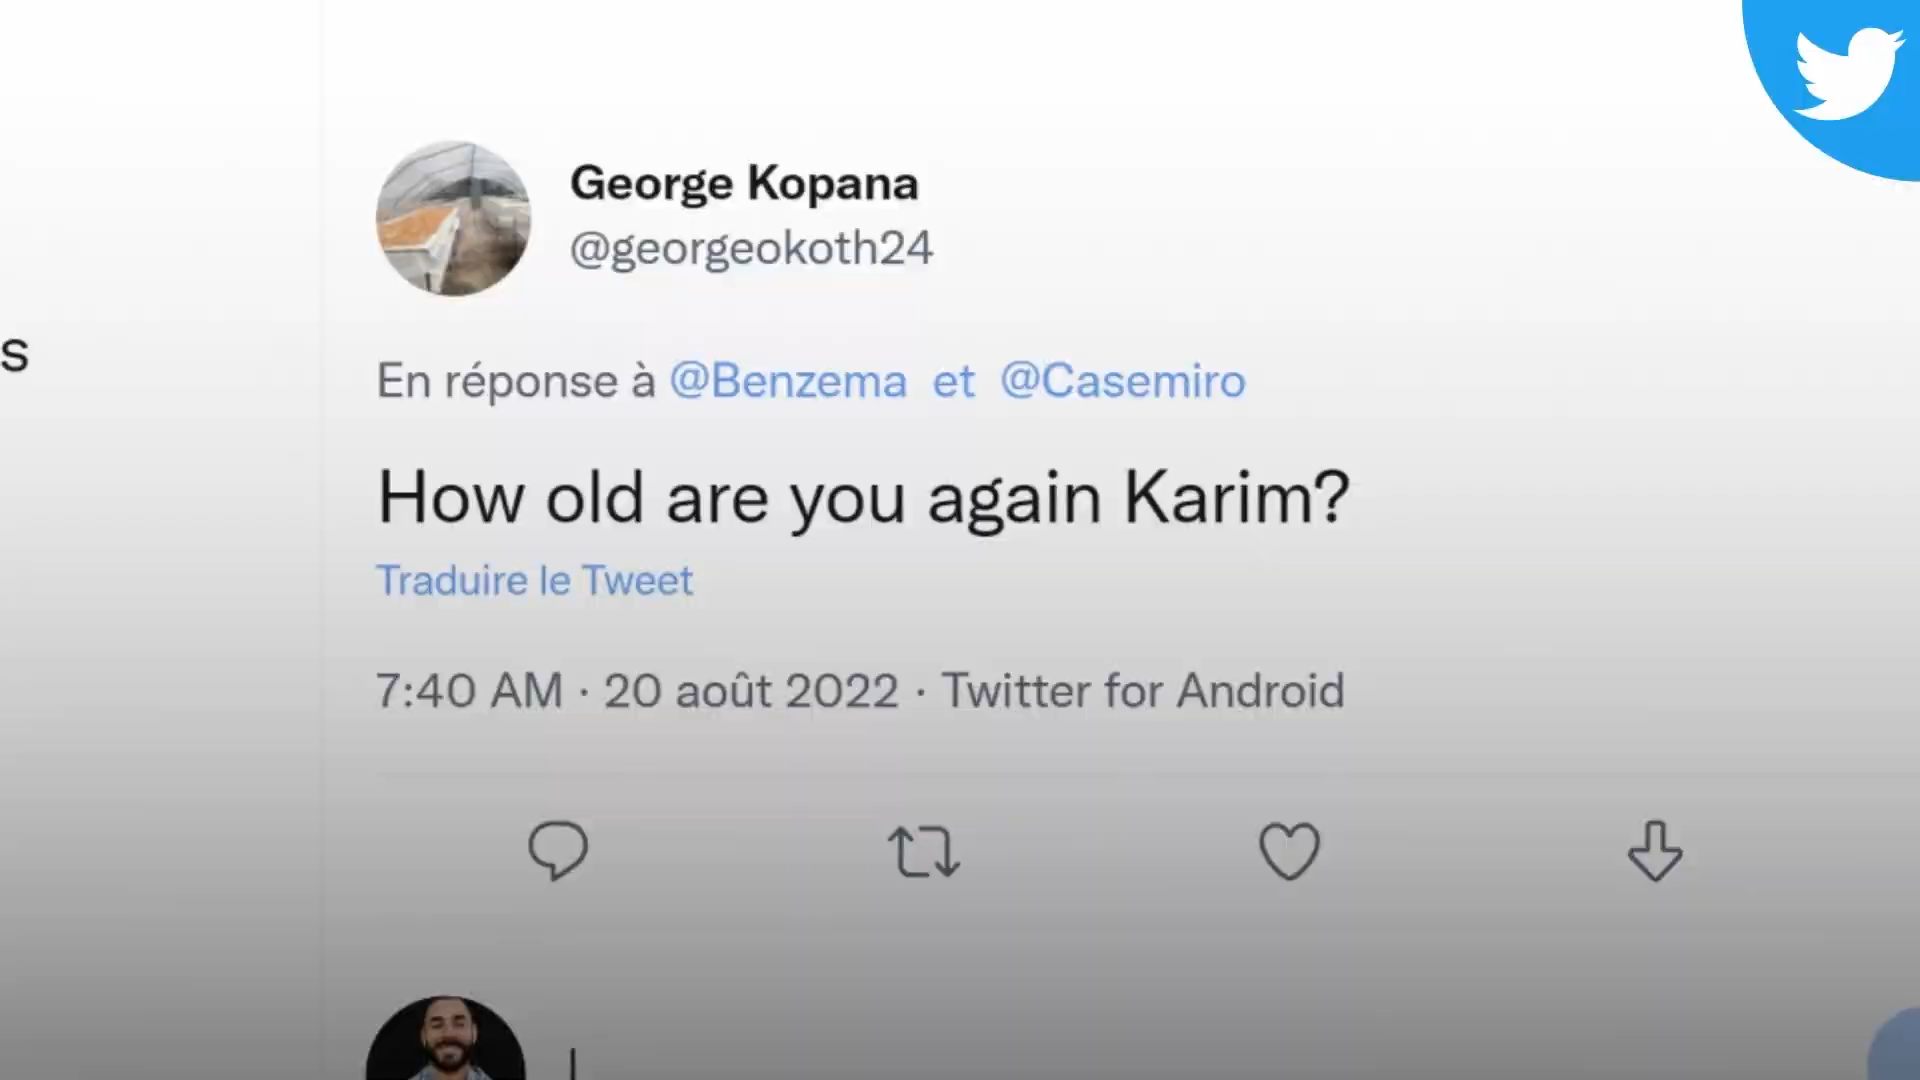 George Kopana
@georgeokoth24
s
En réponse à @Benzema et @Casemiro
How old are you again Karim?
Traduire le Tweet
7:40 AM · 20 août 2022 · Twitter for Android